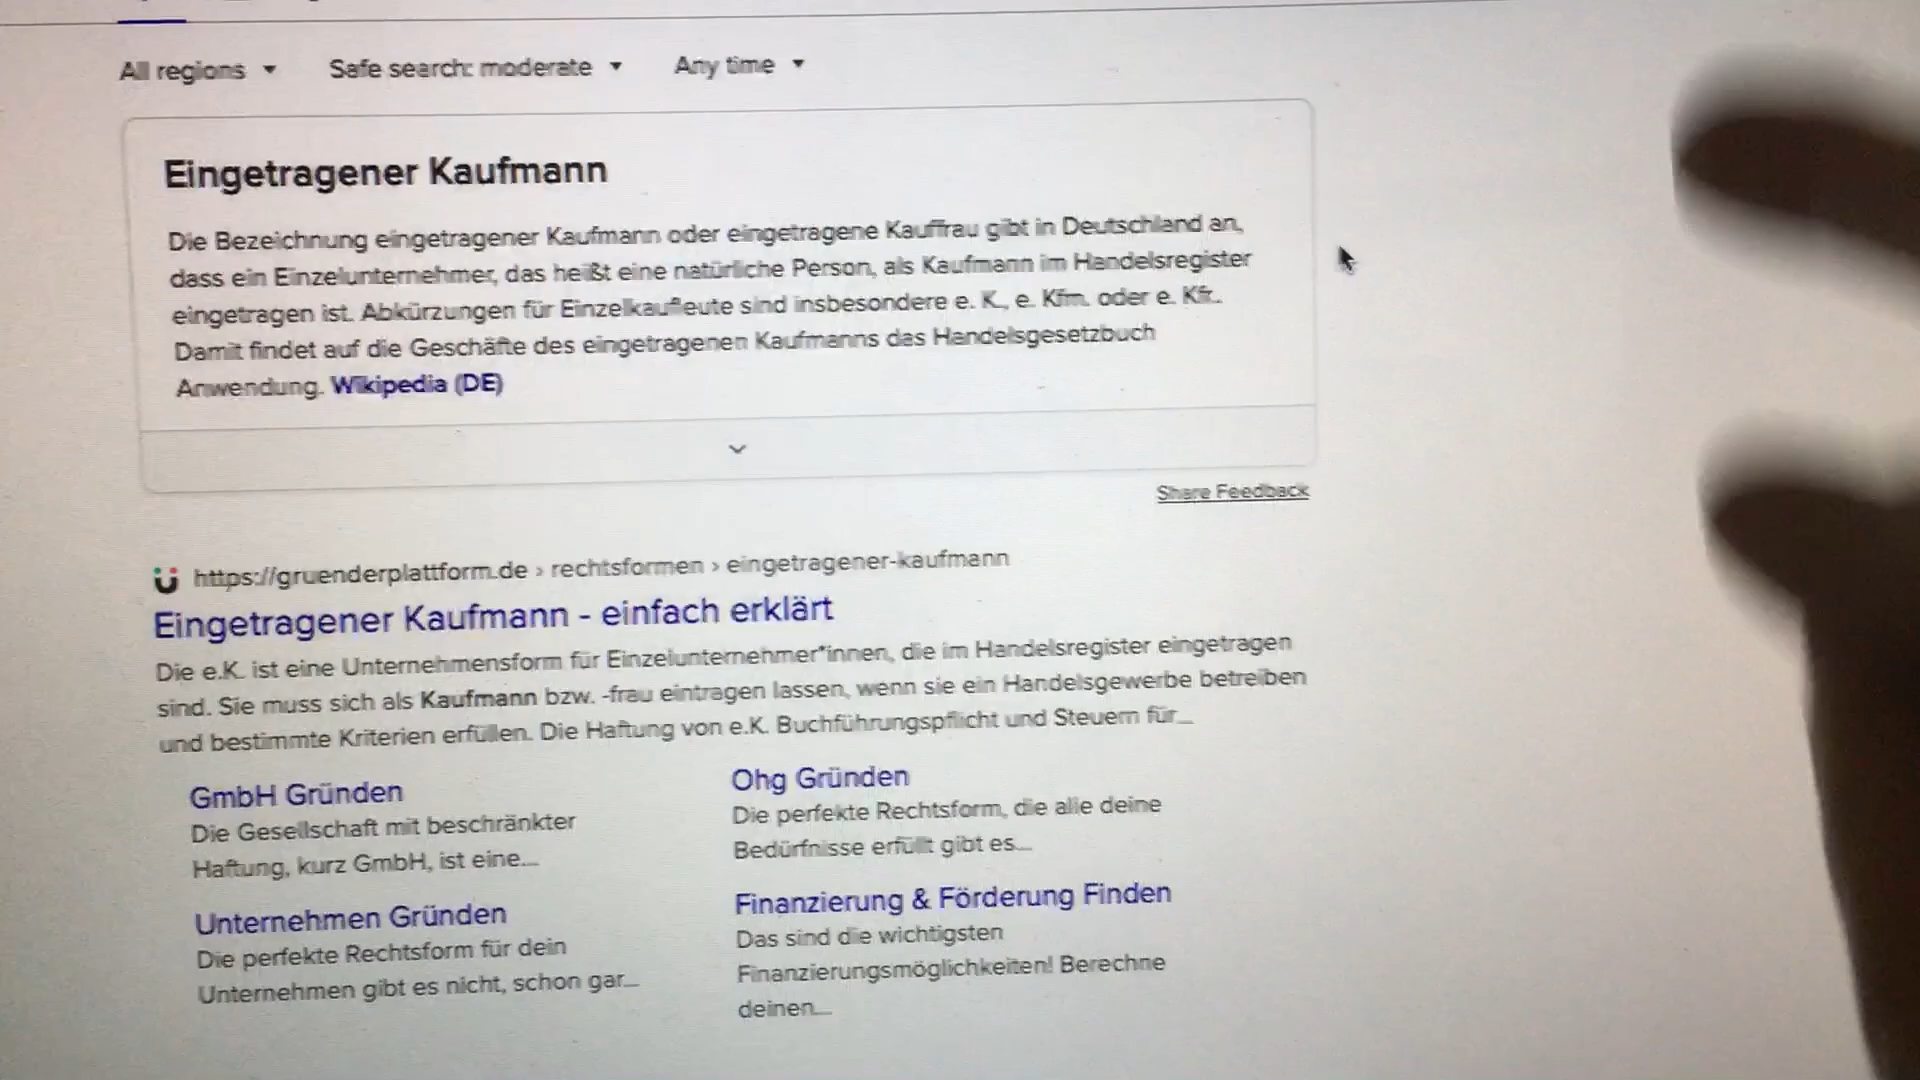 All regions Safe search: moderate Any time
Eingetragener Kaufmann
Die Bezeichnung eingetragener Kaufmann oder eingetragene Kauffrau gibt in Deutschland an,
dass ein Einzelunternehmer, das heißt eine natürliche Person, als Kaufmann im Handelsregister
eingetragen ist. Abkürzungen für Einzelkaufleute sind insbesondere e. K., e. Kfm. oder e. Kfr..
Damit findet auf die Geschäfte des eingetragenen Kaufmanns das Handelsgesetzbuch
Anwendung. Wikipedia (DE)
Share Feedback
https://gruenderplattform.de › rechtsformen › eingetragener-kaufmann
Eingetragener Kaufmann - einfach erklärt
Die e.K. ist eine Unternehmensform für Einzelunternehmer*innen, die im Handelsregister eingetragen
sind. Sie muss sich als Kaufmann bzw. -frau eintragen lassen, wenn sie ein Handelsgewerbe betreiben
und bestimmte Kriterien erfüllen. Die Haftung von e.K. Buchführungspflicht und Steuern für...
GmbH Gründen
Die Gesellschaft mit beschränkter
Haftung, kurz GmbH, ist eine...
Ohg Gründen
Die perfekte Rechtsform, die alle deine
Bedürfnisse erfüllt gibt es...
Unternehmen Gründen
Die perfekte Rechtsform für dein
Unternehmen gibt es nicht, schon gar...
Finanzierung & Förderung Finden
Das sind die wichtigsten
Finanzierungsmöglichkeiten! Berechne
deinen...